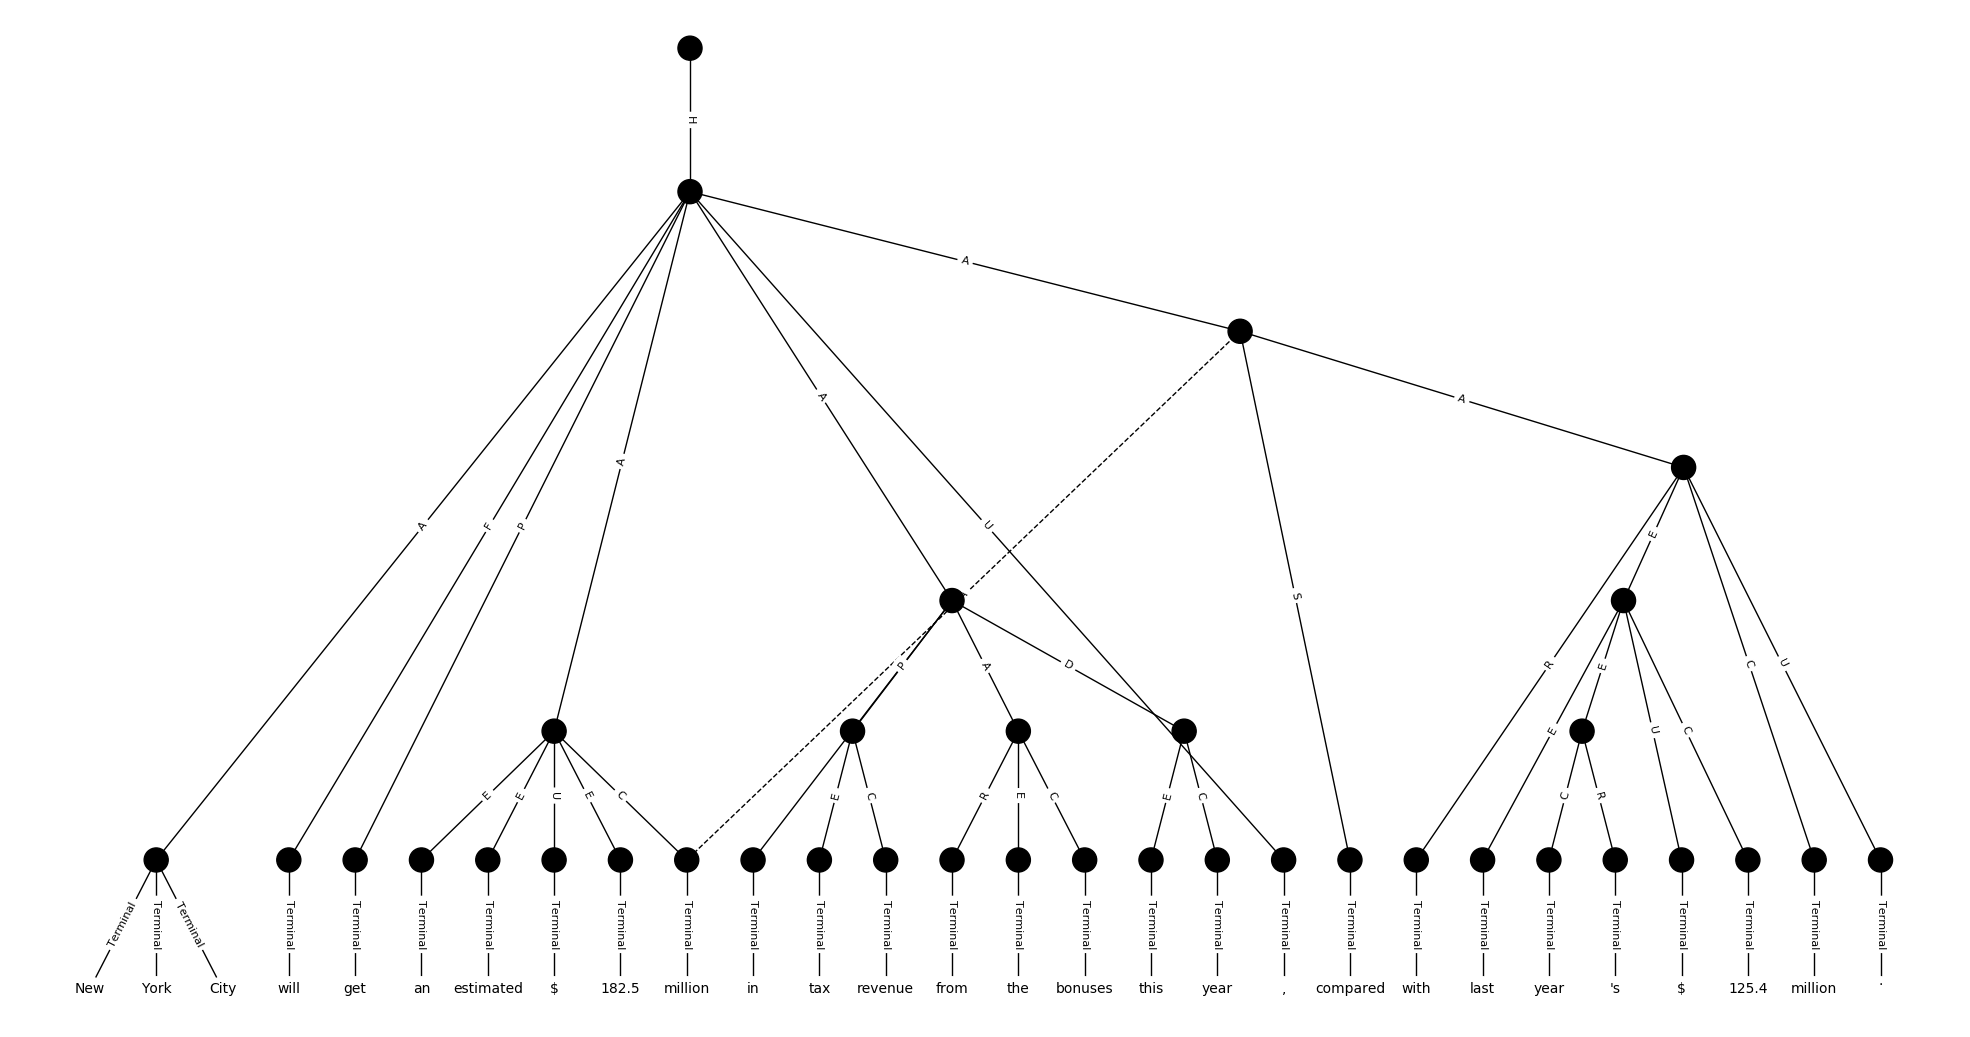 H
A
A
A
A
A
F
P
U
E
S
A
P
A
D
R
E
C
U
E
U
C
E
E
U
E
C
E
C
R
E
C
E
C
C
R
Terminal Terminal Terminal Terminal Terminal Terminal Terminal Terminal Terminal Terminal Terminal Terminal Terminal Terminal Terminal Terminal Terminal Terminal Terminal Terminal Terminal Terminal Terminal Terminal Terminal Terminal Terminal Terminal
New York City will get an estimated $ 182.5 million in tax revenue from the bonuses this year , compared with last year 's $ 125.4 million .